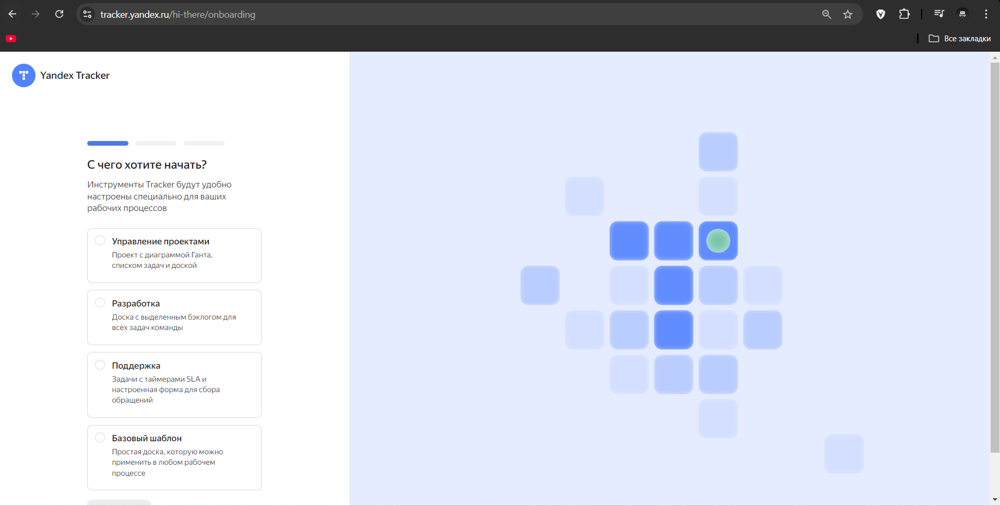 tracker.yandex.ru/hi-there/onboarding
Все закладки
Yandex Tracker
С чего хотите начать?
Инструменты Tracker будут удобно
настроены специально для ваших
рабочих процессов
Управление проектами
Проект с диаграммой Ганта,
списком задач и доской
Разработка
Доска с выделенным бэклогом для
всех задач команды
Поддержка
Задачи с таймерами SLA и
настроенная форма для сбора
обращений
Базовый шаблон
Простая доска, которую можно
применить в любом рабочем
процессе